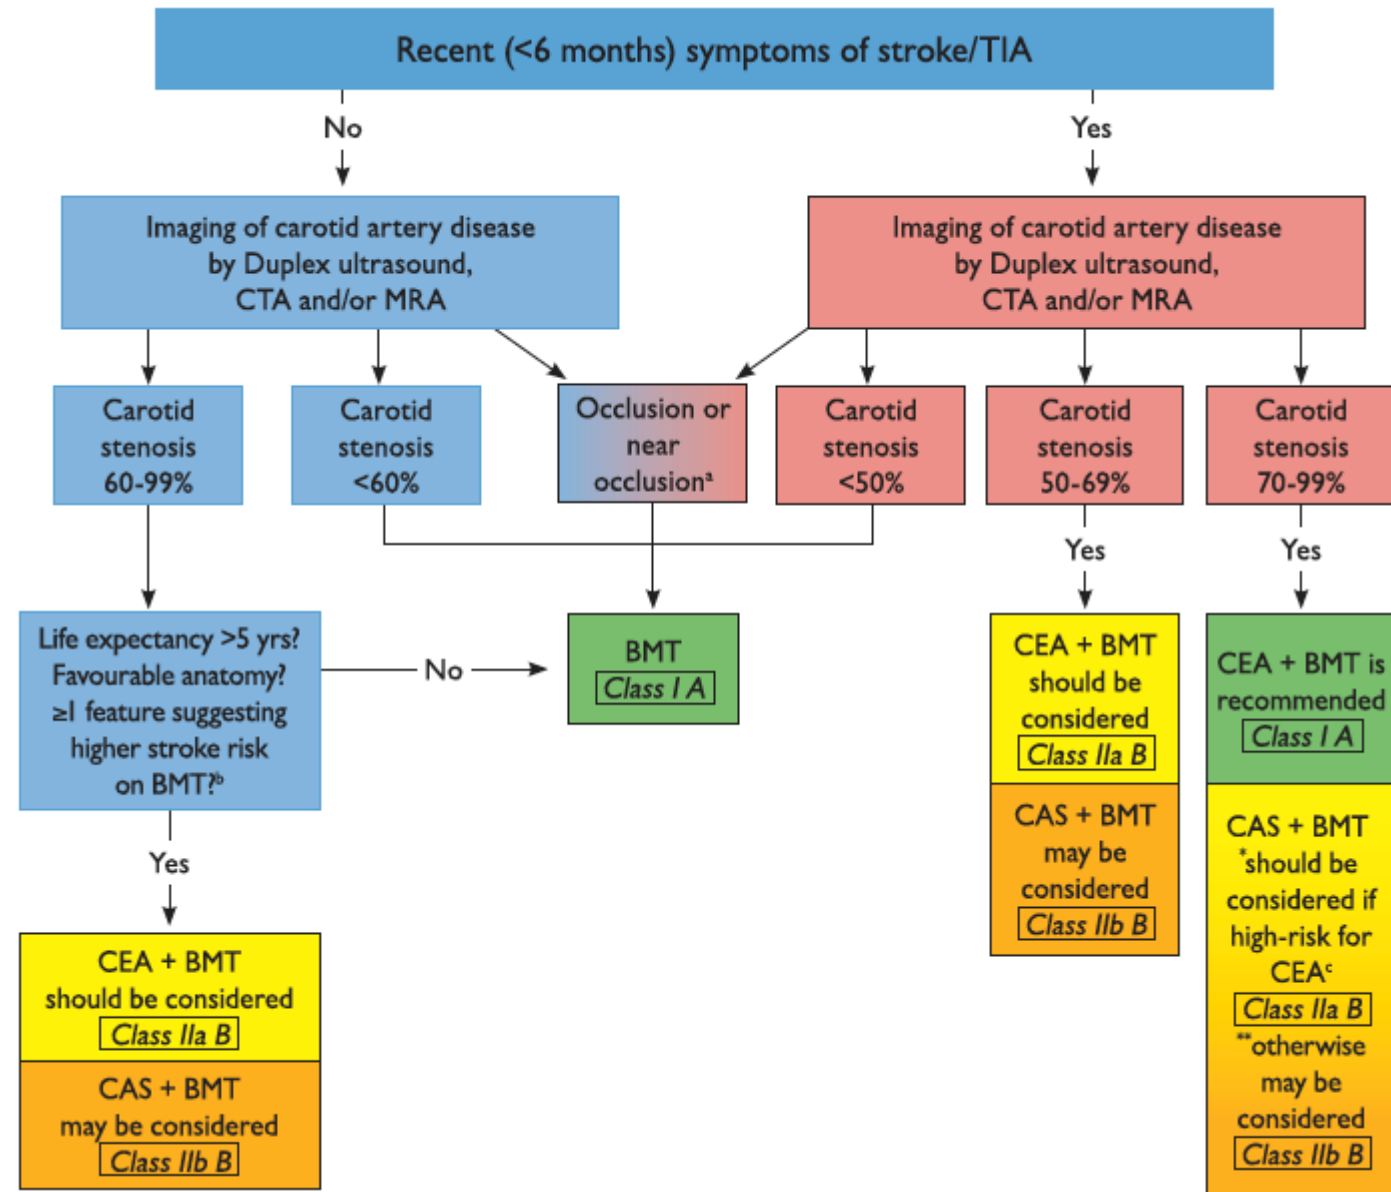 Recent (<6 months) symptoms of stroke/TIA
No
Yes
Imaging of carotid artery disease
by Duplex ultrasound,
CTA and/or MRA
Imaging of carotid artery disease
by Duplex ultrasound,
CTA and/or MRA
Carotid
stenosis
60-99%
Carotid
stenosis
<60%
Occlusion or
near
occlusionᵃ
Carotid
stenosis
<50%
Carotid
stenosis
50-69%
Carotid
stenosis
70-99%
Yes
Yes
Life expectancy >5 yrs?
Favourable anatomy?
≥1 feature suggesting
higher stroke risk
on BMT?ᵇ
No
BMT
Class I A
CEA + BMT
should be
considered
Class IIa B
CAS + BMT
may be
considered
Class IIb B
CEA + BMT is
recommended
Class I A
CAS + BMT
*should be
considered if
high-risk for
CEAᶜ
Class IIa B
**otherwise
may be
considered
Class IIb B
Yes
CEA + BMT
should be considered
Class IIa B
CAS + BMT
may be considered
Class IIb B